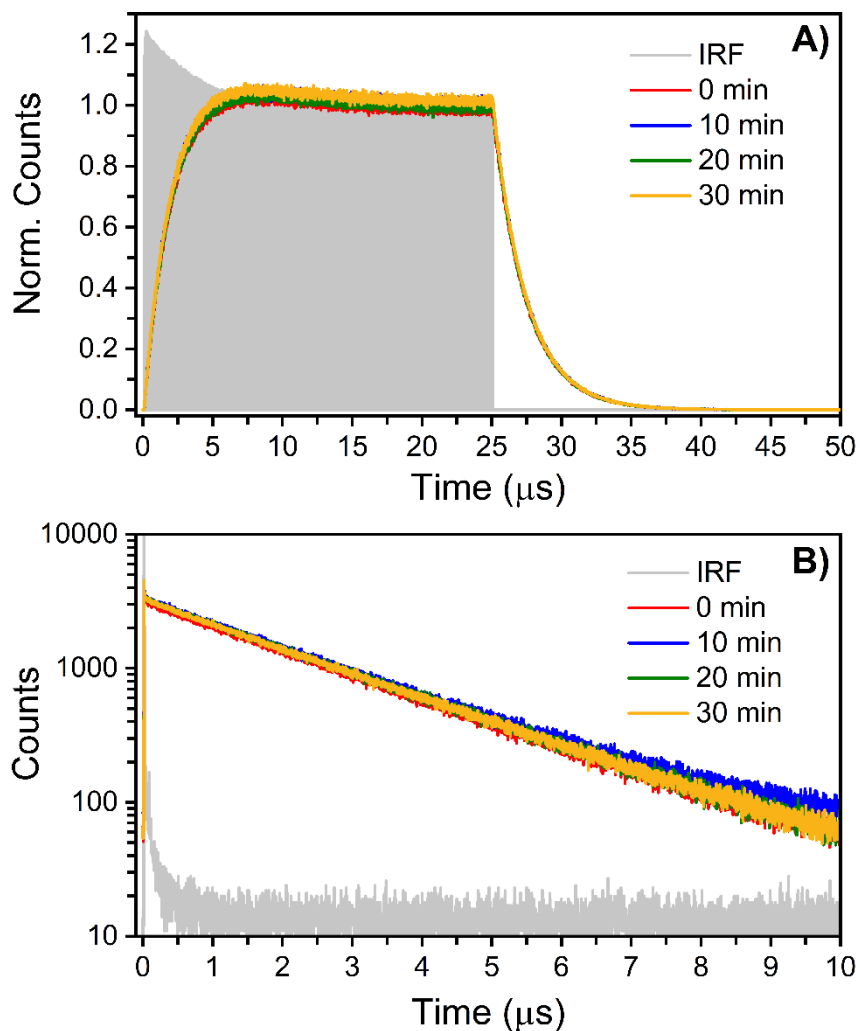 A)
IRF
0 min
10 min
20 min
30 min
Norm. Counts
1.2
1.0
0.8
0.6
0.4
0.2
0.0
0 5 10 15 20 25 30 35 40 45 50
Time (μs)
B)
IRF
0 min
10 min
20 min
30 min
Counts
10000
1000
100
10
0 1 2 3 4 5 6 7 8 9 10
Time (μs)